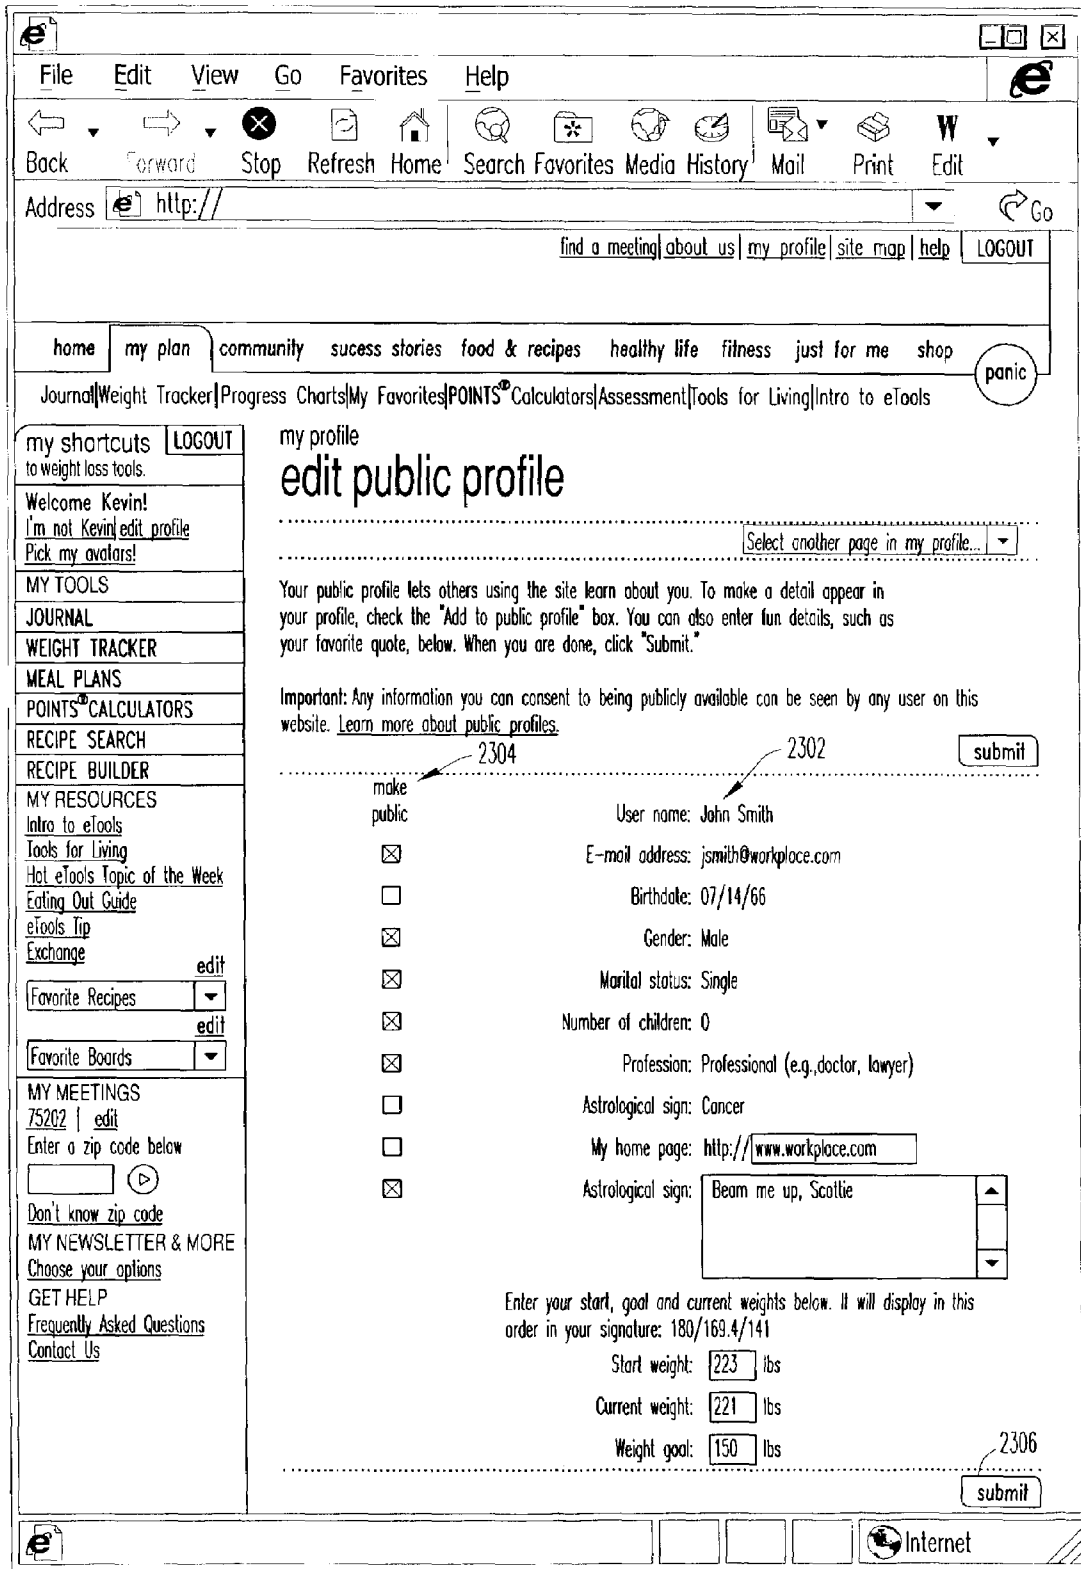 File Edit View Go Favorites Help
Back Forward Stop Refresh Home Search Favorites Media History Mail Print Edit
Address http:// Go
find a meeting|about us|my profile|site map|help LOGOUT
home my plan community sucess stories food & recipes healthy life fitness just for me shop panic
Journal|Weight Tracker|Progress Charts|My Favorites|POINTS® Calculators|Assessment|Tools for Living|Intro to eTools
my shortcuts LOGOUT
to weight loss tools.
Welcome Kevin!
I'm not Kevin|edit profile
Pick my avatars!
MY TOOLS
JOURNAL
WEIGHT TRACKER
MEAL PLANS
POINTS® CALCULATORS
RECIPE SEARCH
RECIPE BUILDER
MY RESOURCES
Intro to eTools
Tools for Living
Hot eTools Topic of the Week
Eating Out Guide
eTools Tip
Exchange
edit
Favorite Recipes
edit
Favorite Boards
MY MEETINGS
75202 | edit
Enter a zip code below
Don't know zip code
MY NEWSLETTER & MORE
Choose your options
GET HELP
Frequently Asked Questions
Contact Us
my profile
edit public profile
Select another page in my profile...
Your public profile lets others using the site learn about you. To make a detail appear in
your profile, check the "Add to public profile" box. You can also enter fun details, such as
your favorite quote, below. When you are done, click "Submit."
Important: Any information you can consent to being publicly available can be seen by any user on this
website. Learn more about public profiles.
2304 2302 submit
make
public
User name: John Smith
E-mail address: jsmith@workplace.com
Birthdate: 07/14/66
Gender: Male
Marital status: Single
Number of children: 0
Profession: Professional (e.g.,doctor, lawyer)
Astrological sign: Cancer
My home page: http:// www.workplace.com
Astrological sign: Beam me up, Scottie
Enter your start, goal and current weights below. It will display in this
order in your signature: 180/169.4/141
Start weight: 223 lbs
Current weight: 221 lbs
Weight goal: 150 lbs
2306
submit
Internet